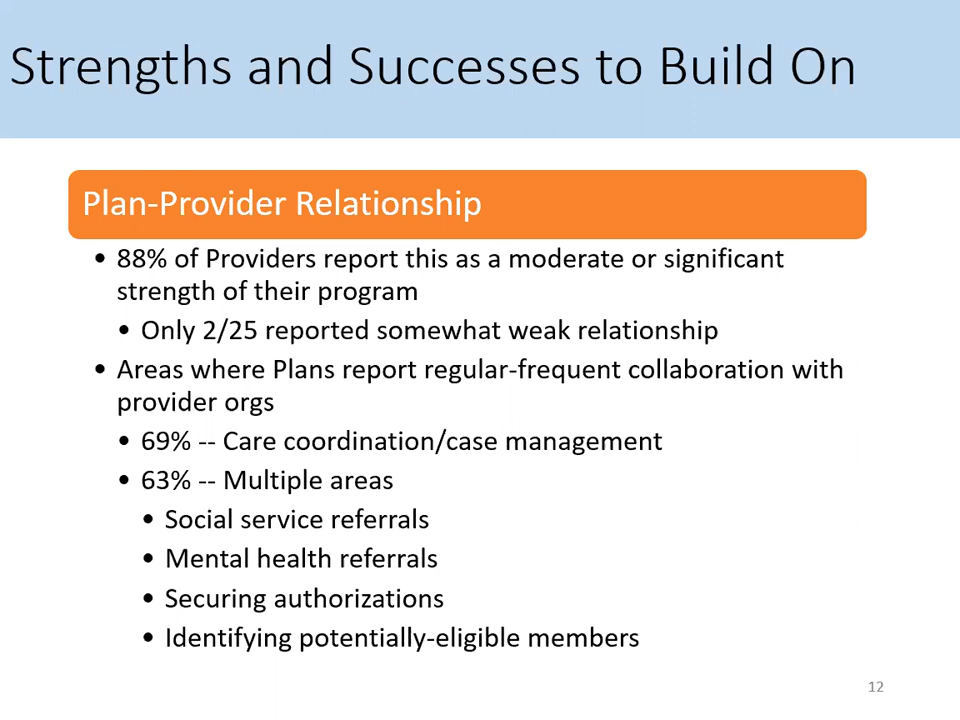 Strengths and Successes to Build On
Plan-Provider Relationship
• 88% of Providers report this as a moderate or significant
strength of their program
• Only 2/25 reported somewhat weak relationship
• Areas where Plans report regular-frequent collaboration with
provider orgs
• 69% -- Care coordination/case management
• 63% -- Multiple areas
• Social service referrals
• Mental health referrals
• Securing authorizations
• Identifying potentially-eligible members
12